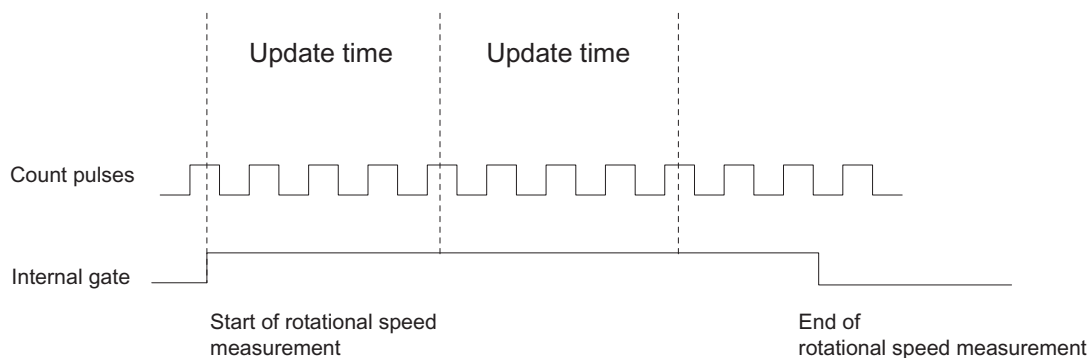 Update time
Update time
Count pulses
Internal gate
Start of rotational speed
measurement
End of
rotational speed measurement